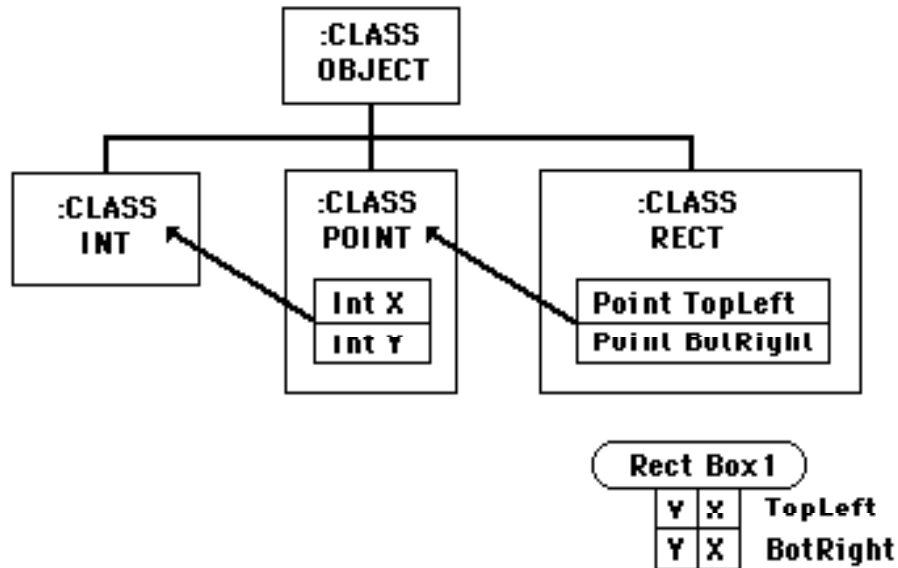 :CLASS
OBJECT
:CLASS
INT
:CLASS
POINT
Int X
Int Y
:CLASS
RECT
Point TopLeft
Point BotRight
Rect Box1
Y X TopLeft
Y X BotRight